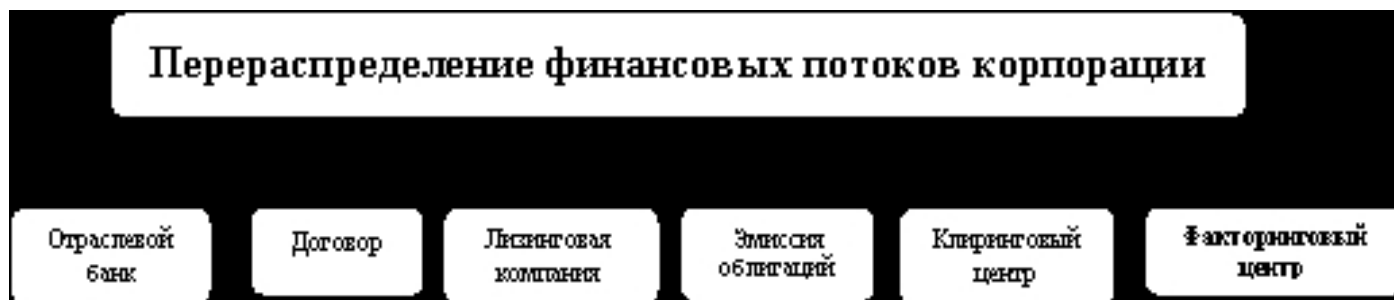 Перераспределение финансовых потоков корпорации
Отраслевой
банк
Договор
Лизинговая
компания
Эмиссия
облигаций
Клиринговый
центр
Факторинговый
центр